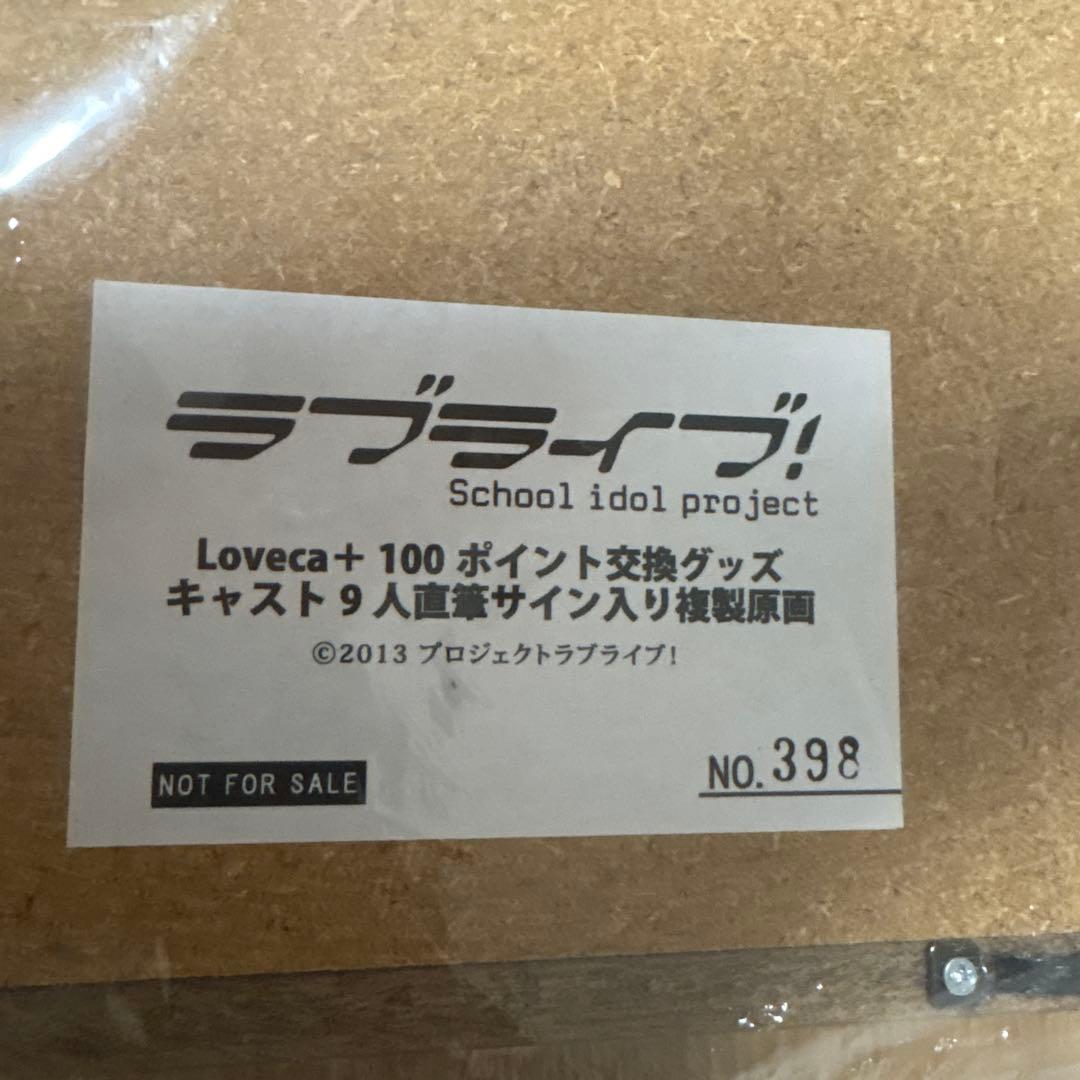 ラブライブ!
School idol project
Loveca+ 100 ポイント交換グッズ
キャスト9人直筆サイン入り複製原画
©2013 プロジェクトラブライブ!
NOT FOR SALE
NO. 398